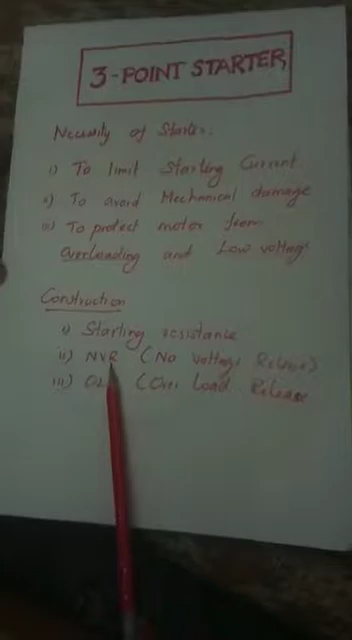 3-POINT STARTER
Necessity of Starter.
i) To limit Starting Current.
ii) To avoid Mechanical damage
iii) To protect motor from
overloading and Low voltage
Construction
i) Starting resistance
ii) NVR (No voltage Release)
iii) (Over Load Release